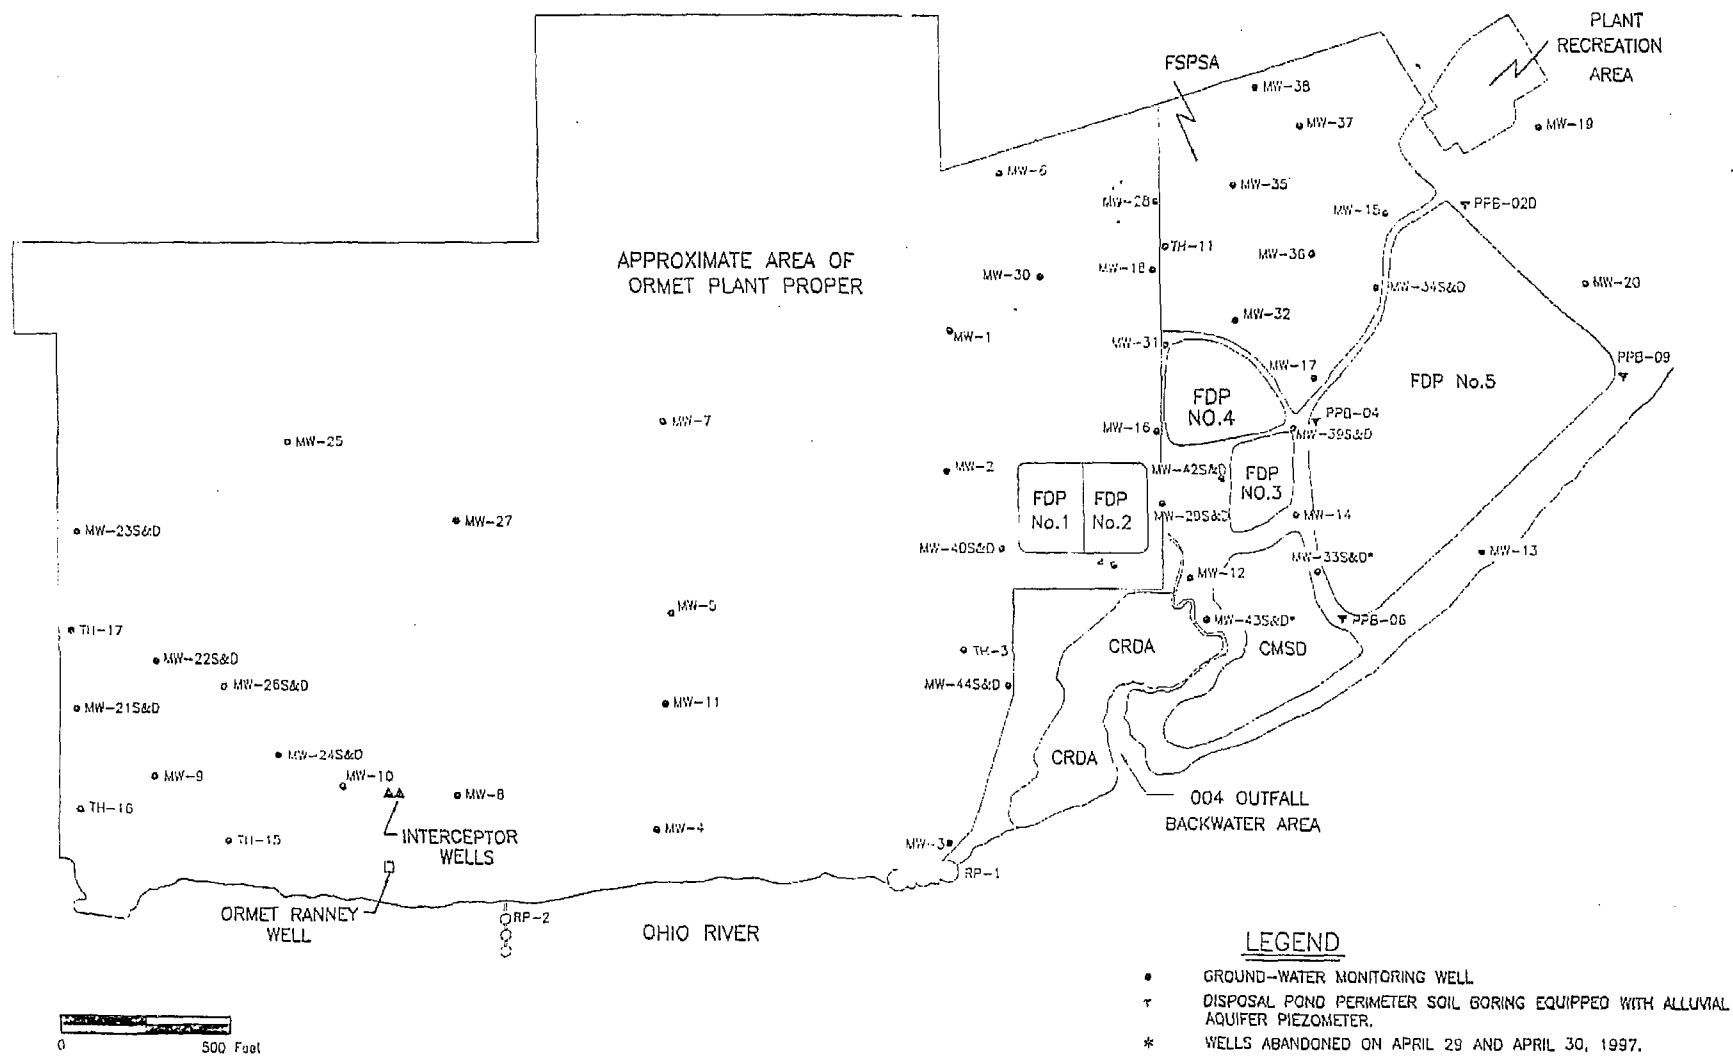 PLANT
RECREATION
AREA
FSPSA
MW-38
MW-37
MW-19
MW-6
MW-35
MW-28
MW-15
PPB-02D
TH-11
APPROXIMATE AREA OF
ORMET PLANT PROPER
MW-18
MW-36
MW-30
MW-34S&D
MW-20
MW-32
MW-1
MW-31
MW-17
PPB-09
FDP No.5
FDP
NO.4
MW-7
PPB-04
MW-16
MW-39S&D
MW-25
MW-2
MW-42S&D
FDP
NO.3
FDP
No.1
FDP
No.2
MW-29S&D
MW-14
MW-27
MW-23S&D
MW-40S&D
MW-33S&D*
MW-13
MW-12
MW-5
MW-43S&D*
PPB-06
TH-17
CRDA
CMSD
TH-3
MW-22S&D
MW-26S&D
MW-44S&D
MW-21S&D
MW-11
MW-24S&D
CRDA
MW-9
MW-10
MW-8
004 OUTFALL
BACKWATER AREA
TH-16
MW-4
INTERCEPTOR
WELLS
TH-15
MW-3
RP-1
ORMET RANNEY
WELL
RP-2
OHIO RIVER
LEGEND
● GROUND-WATER MONITORING WELL
DISPOSAL POND PERIMETER SOIL BORING EQUIPPED WITH ALLUVIAL
AQUIFER PIEZOMETER.
* WELLS ABANDONED ON APRIL 29 AND APRIL 30, 1997.
0 500 Feet